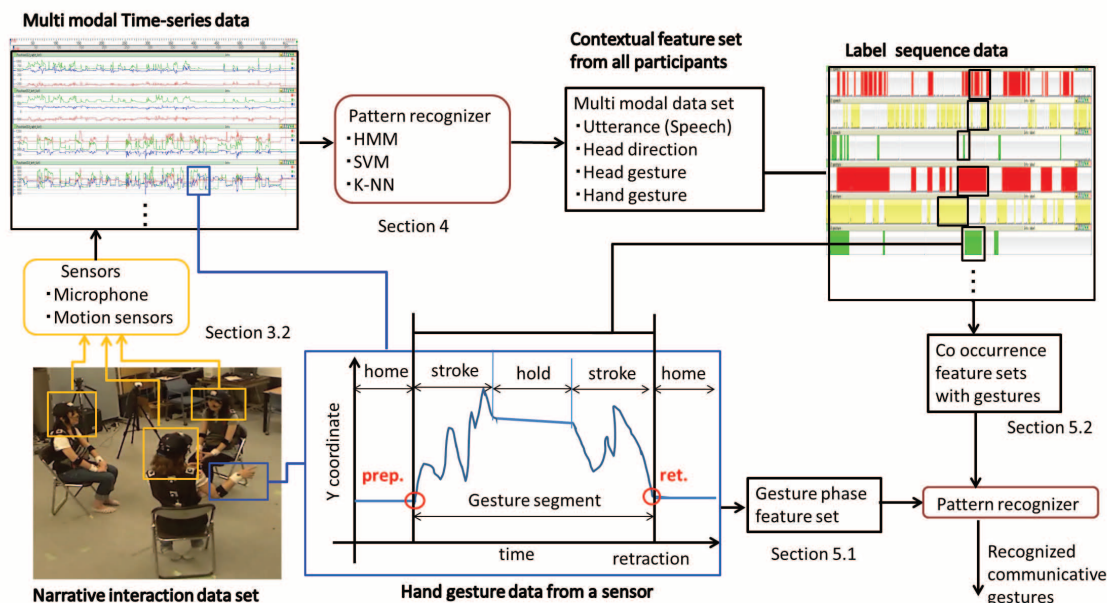 Multi modal Time-series data
Contextual feature set
from all participants
Label sequence data
Pattern recognizer
・HMM
・SVM
・K-NN
Multi modal data set
・Utterance (Speech)
・Head direction
・Head gesture
・Hand gesture
Section 4
Sensors
・Microphone
・Motion sensors
Section 3.2
home
stroke
hold
stroke
home
Co occurrence
feature sets
with gestures
Section 5.2
Y coordinate
prep.
ret.
Gesture segment
time
retraction
Gesture phase
feature set
Section 5.1
Pattern recognizer
Recognized
communicative
gestures
Narrative interaction data set
Hand gesture data from a sensor